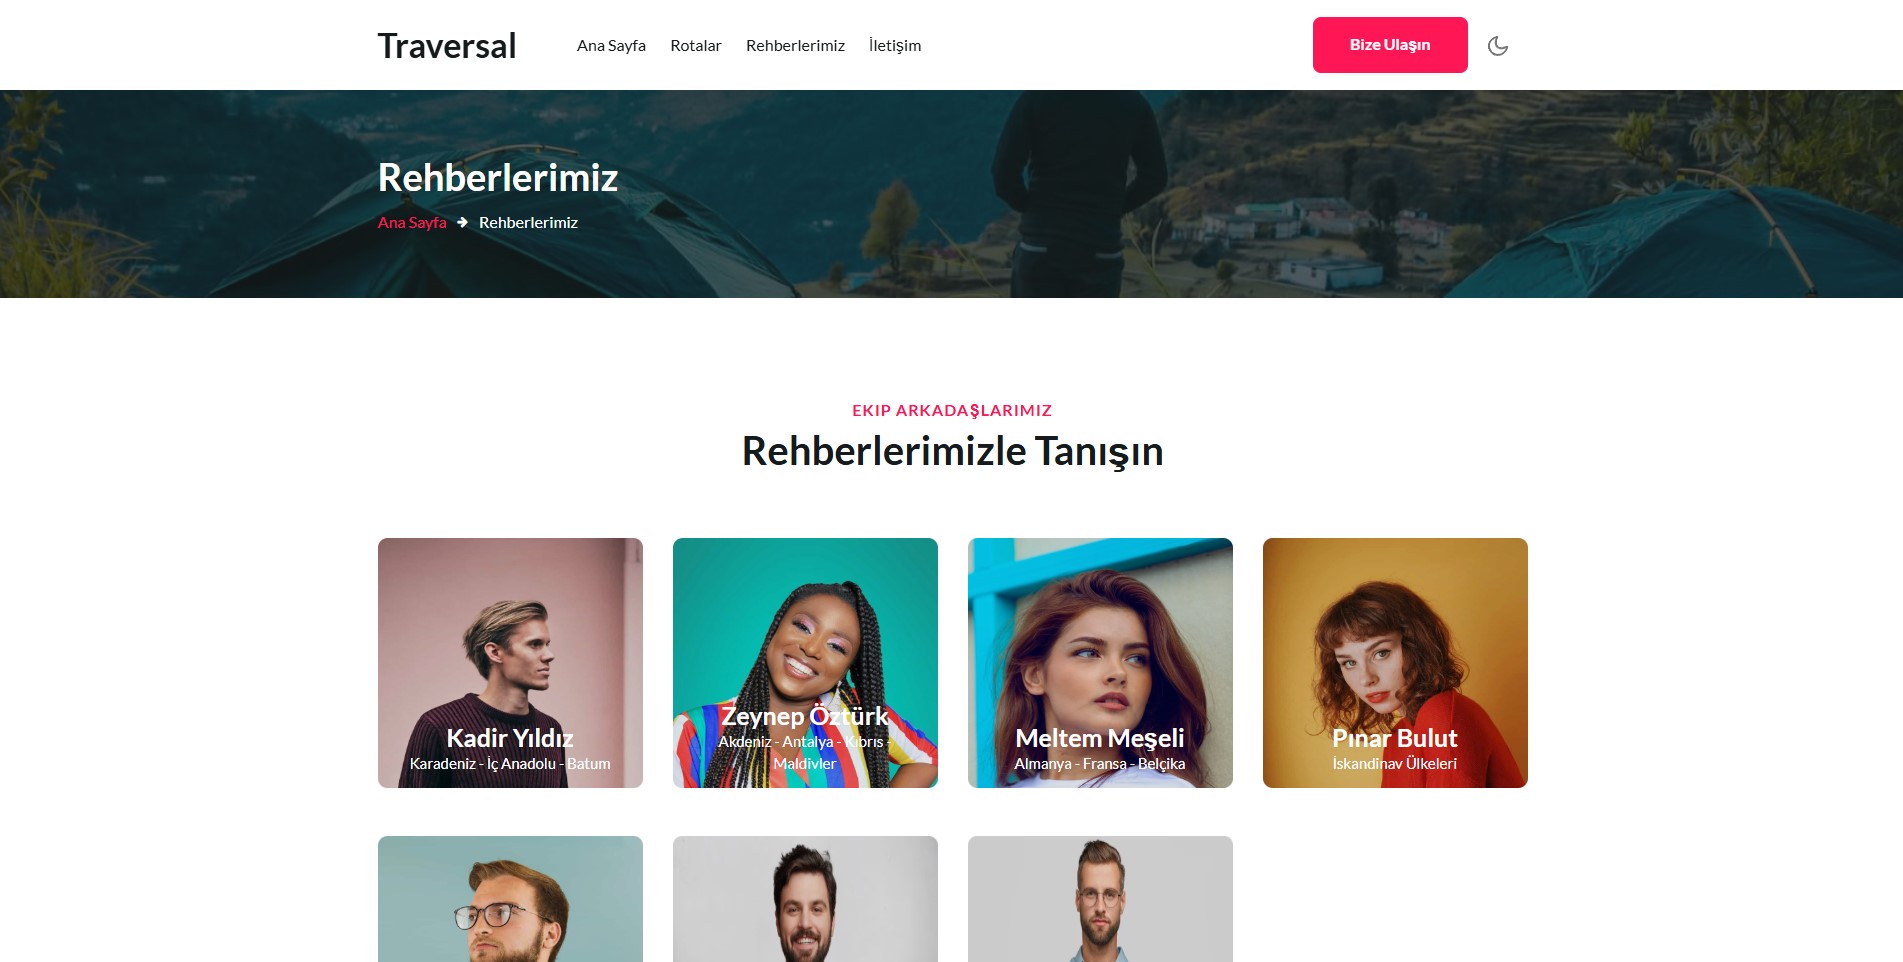 Traversal
Ana Sayfa
Rotalar
Rehberlerimiz
İletişim
Bize Ulaşın
Rehberlerimiz
Ana Sayfa → Rehberlerimiz
EKIP ARKADAŞLARIMIZ
Rehberlerimizle Tanışın
Kadir Yıldız
Karadeniz - İç Anadolu - Batum
Zeynep Öztürk
Akdeniz - Antalya - Kıbrıs -
Maldivler
Meltem Meşeli
Almanya - Fransa - Belçika
Pınar Bulut
İskandinav Ülkeleri